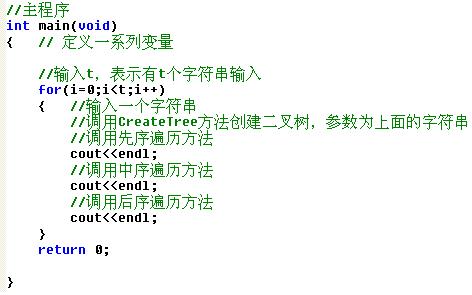 //主程序
int main(void)
{   // 定义一系列变量
//输入t，表示有t个字符串输入
for(i=0;i<t;i++)
{   //输入一个字符串
//调用CreateTree方法创建二叉树，参数为上面的字符串
//调用先序遍历方法
cout<<endl;
//调用中序遍历方法
cout<<endl;
//调用后序遍历方法
cout<<endl;
}
return 0;
}